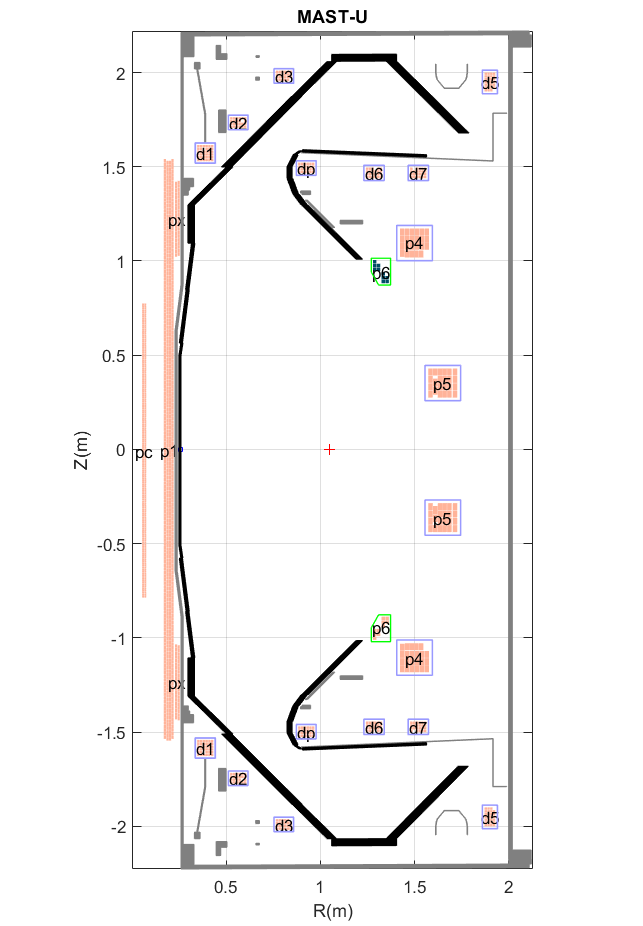 MAST-U
2
d3
d5
d2
d1
1.5
dp
d6
d7
px
p4
1
p6
0.5
p5
Z(m)
0
pc
p1
-0.5
p5
p6
-1
p4
px
-1.5
dp
d6
d7
d1
d2
-2
d3
d5
0.5
1
1.5
2
R(m)